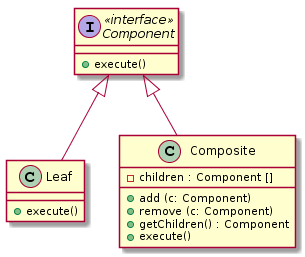 I
«interface»
Component
execute()
C
Leaf
execute()
C
Composite
children : Component []
add (c: Component)
remove (c: Component)
getChildren() : Component
execute()